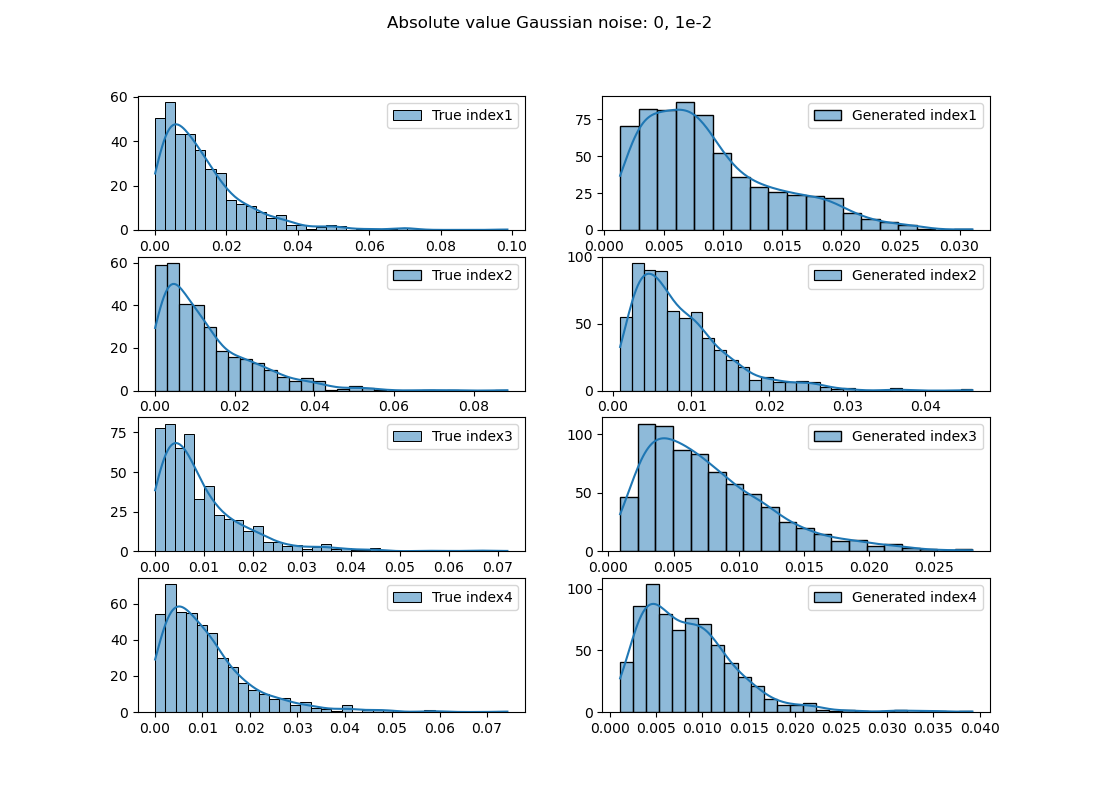 Absolute value Gaussian noise: 0, 1e-2
60
40
20
0
True index1
0.00 0.02 0.04 0.06 0.08 0.10
75
50
25
0
Generated index1
0.000 0.005 0.010 0.015 0.020 0.025 0.030
60
40
20
0
True index2
0.00 0.02 0.04 0.06 0.08
100
50
0
Generated index2
0.00 0.01 0.02 0.03 0.04
75
50
25
0
True index3
0.00 0.01 0.02 0.03 0.04 0.05 0.06 0.07
100
50
0
Generated index3
0.000 0.005 0.010 0.015 0.020 0.025
60
40
20
0
True index4
0.00 0.01 0.02 0.03 0.04 0.05 0.06 0.07
100
50
0
Generated index4
0.000 0.005 0.010 0.015 0.020 0.025 0.030 0.035 0.040